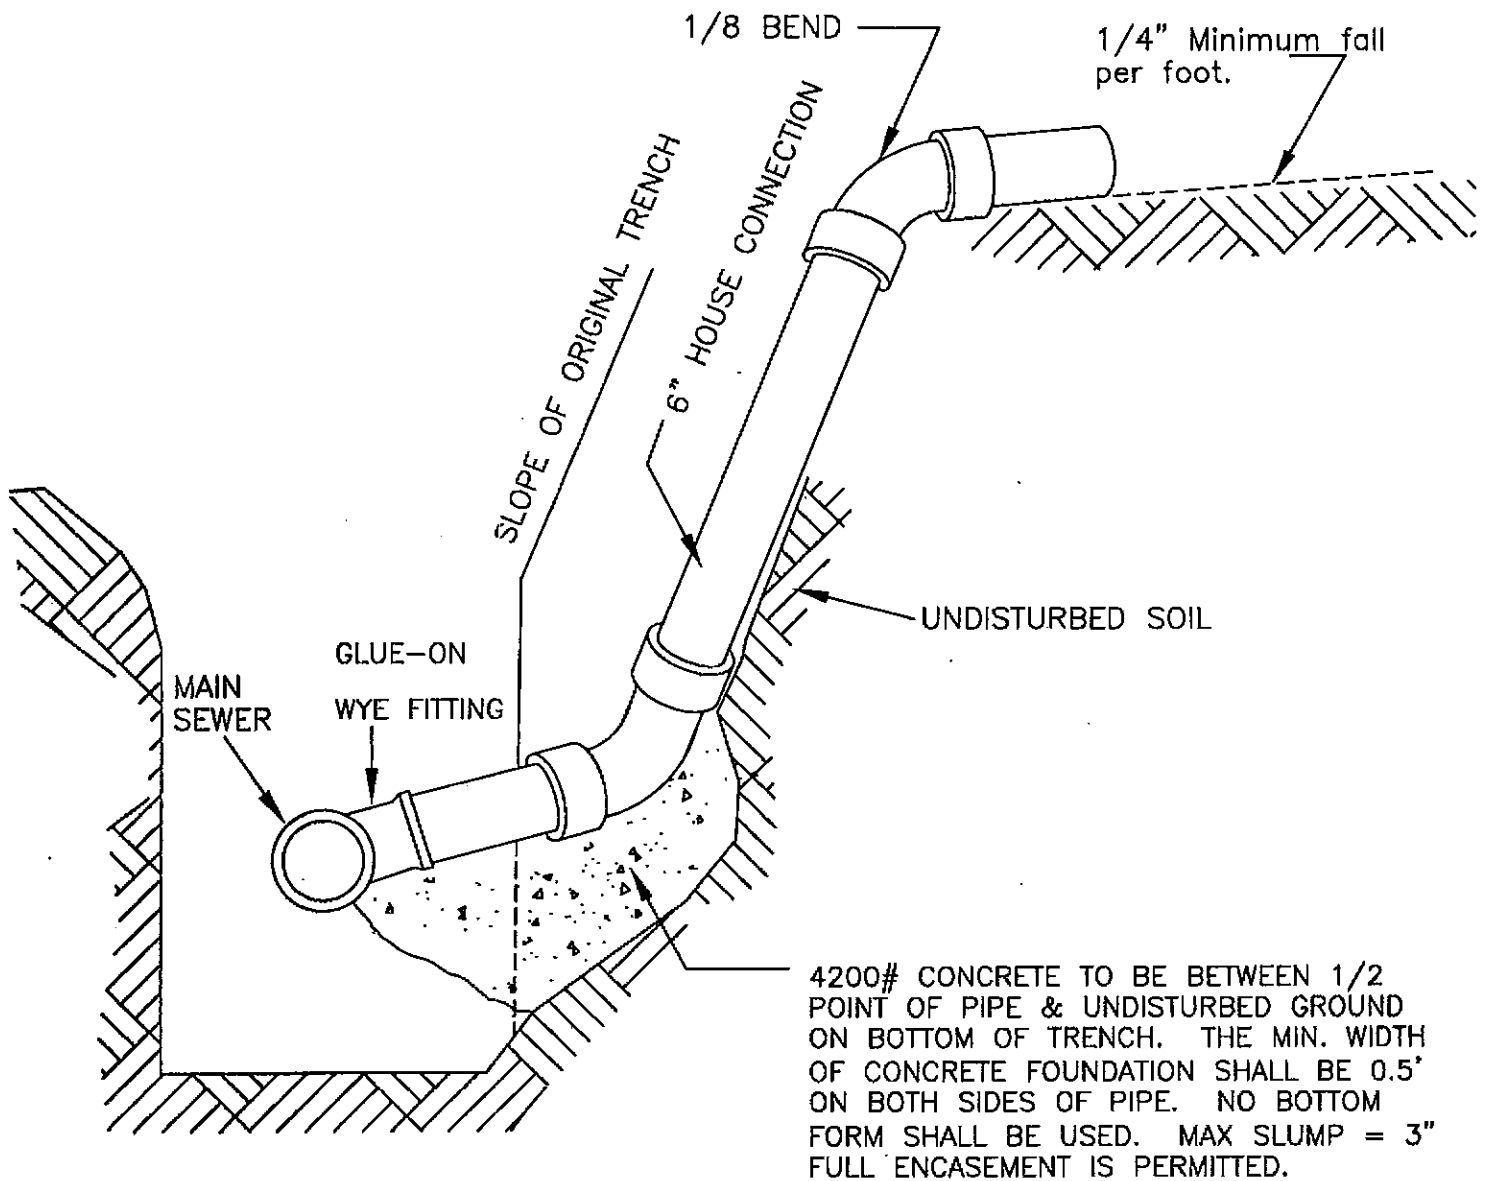 1/8 BEND
1/4" Minimum fall
per foot.
SLOPE OF ORIGINAL TRENCH
6" HOUSE CONNECTION
UNDISTURBED SOIL
GLUE-ON
WYE FITTING
MAIN
SEWER
4200# CONCRETE TO BE BETWEEN 1/2
POINT OF PIPE & UNDISTURBED GROUND
ON BOTTOM OF TRENCH. THE MIN. WIDTH
OF CONCRETE FOUNDATION SHALL BE 0.5'
ON BOTH SIDES OF PIPE. NO BOTTOM
FORM SHALL BE USED. MAX SLUMP = 3"
FULL ENCASEMENT IS PERMITTED.